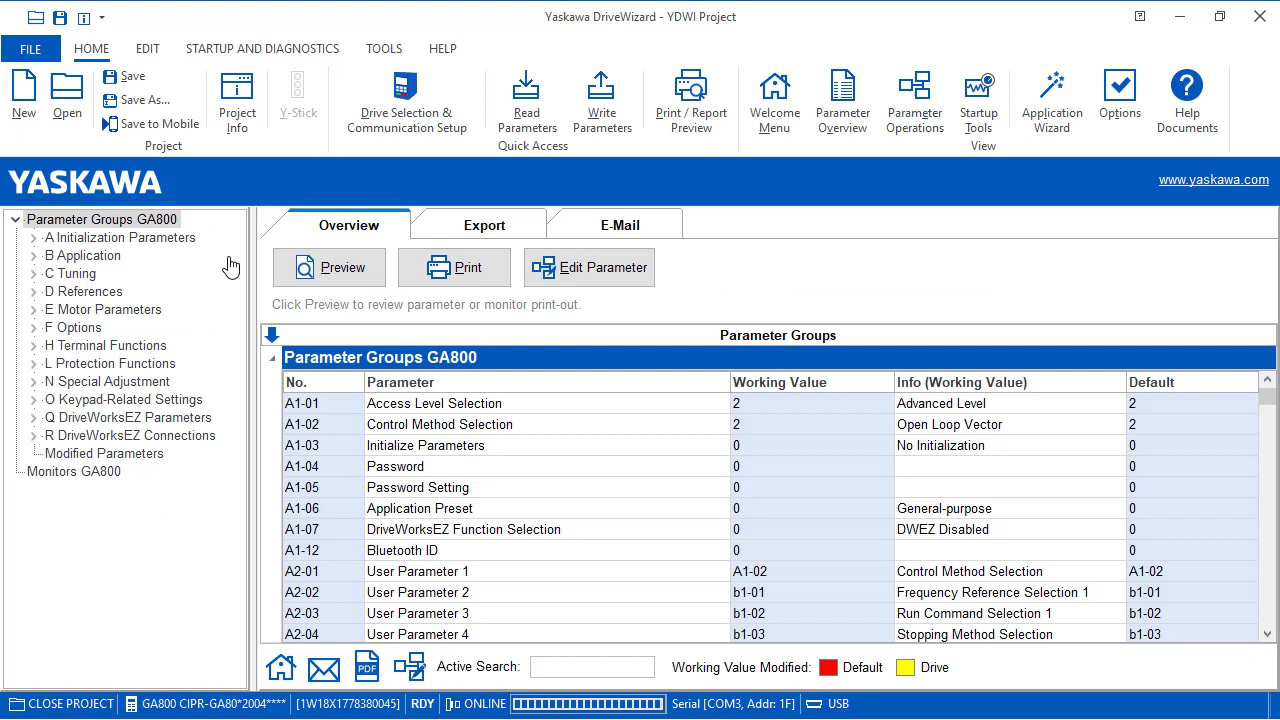 Yaskawa DriveWizard - YDWI Project
FILE HOME EDIT STARTUP AND DIAGNOSTICS TOOLS HELP
New
Open
Save
Save As...
Save to Mobile
Project
Project
Info
Y-Stick
Drive Selection &
Communication Setup
Read
Parameters
Write
Parameters
Quick Access
Print / Report
Preview
Welcome
Menu
Parameter
Overview
Parameter
Operations
Startup
Tools
View
Application
Wizard
Options
Help
Documents
YASKAWA
www.yaskawa.com
Parameter Groups GA800
A Initialization Parameters
B Application
C Tuning
D References
E Motor Parameters
F Options
H Terminal Functions
L Protection Functions
N Special Adjustment
O Keypad-Related Settings
Q DriveWorksEZ Parameters
R DriveWorksEZ Connections
Modified Parameters
Monitors GA800
Overview Export E-Mail
Preview Print Edit Parameter
Click Preview to review parameter or monitor print-out.
Parameter Groups
Parameter Groups GA800
No. Parameter Working Value Info (Working Value) Default
A1-01 Access Level Selection 2 Advanced Level 2
A1-02 Control Method Selection 2 Open Loop Vector 2
A1-03 Initialize Parameters 0 No Initialization 0
A1-04 Password 0 0
A1-05 Password Setting 0 0
A1-06 Application Preset 0 General-purpose 0
A1-07 DriveWorksEZ Function Selection 0 DWEZ Disabled 0
A1-12 Bluetooth ID 0 0
A2-01 User Parameter 1 A1-02 Control Method Selection A1-02
A2-02 User Parameter 2 b1-01 Frequency Reference Selection 1 b1-01
A2-03 User Parameter 3 b1-02 Run Command Selection 1 b1-02
A2-04 User Parameter 4 b1-03 Stopping Method Selection b1-03
PDF
Active Search:
Working Value Modified: Default Drive
CLOSE PROJECT GA800 CIPR-GA80*2004**** [1W18X1778380045] RDY ONLINE Serial [COM3, Addr: 1F] USB